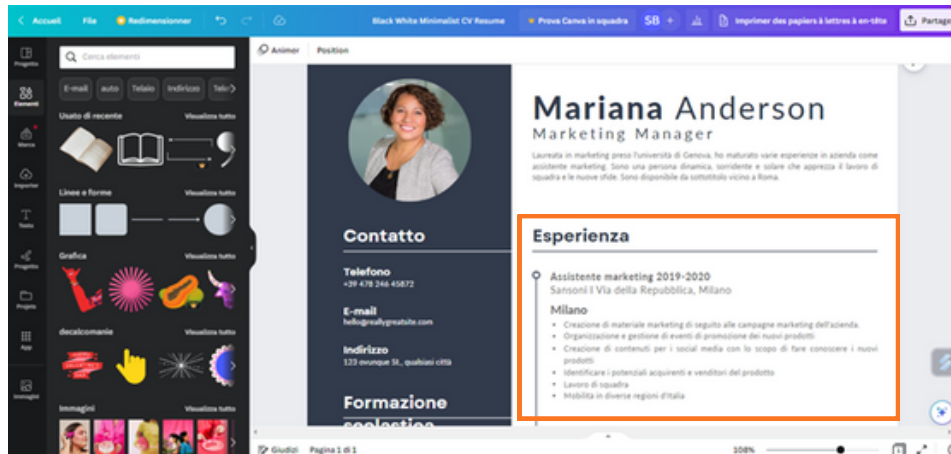 Accueil File Redimensionner Black White Minimalist CV Resume Prova Canva in squadra SB + Imprimer des papiers à lettres à en-tête Partage
Animer Position
Progetto
Elementi
Marca
Importer
Testo
Progetto
Projets
App
Immagini
Cerca elementi
E-mail auto Telaio Indirizzo Telo
Usato di recente Visualizza tutto
Linee e forme Visualizza tutto
Grafica Visualizza tutto
decalcomanie Visualizza tutto
Immagini Visualizza tutto
Contatto
Telefono
+39 478 246 45872
E-mail
hello@reallygreatsite.com
Indirizzo
123 ovunque St., qualsiasi città
Formazione
scolastica
Mariana Anderson
Marketing Manager
Laureata in marketing preso l'università di Genova, ho maturato varie esperienze in azienda come
assistente marketing. Sono una persona dinamica, sorridente e solare che apprezza il lavoro di
squadra e le nuove sfide. Sono disponibile da sottotitolo vicino a Roma.
Esperienza
Assistente marketing 2019-2020
Sansoni I Via della Repubblica, Milano
Milano
• Creazione di materiale marketing di seguito alle campagne marketing dell'azienda.
• Organizzazione e gestione di eventi di promozione dei nuovi prodotti
• Creazione di contenuti per i social media con lo scopo di fare conoscere i nuovi
prodotti
• Identificare i potenziali acquirenti e venditori del prodotto
• Lavoro di squadra
• Mobilità in diverse regioni d'Italia
Giudizi Pagina 1 di 1 108% 1